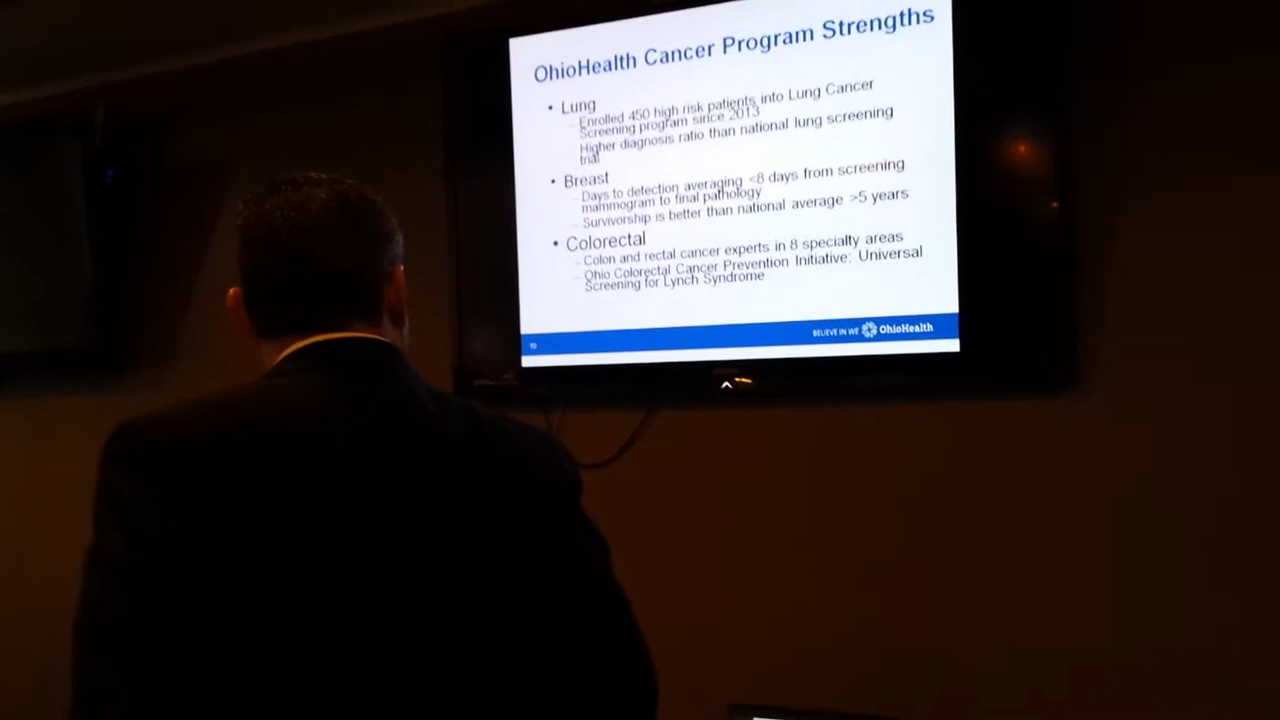 OhioHealth Cancer Program Strengths
• Lung
– Enrolled 450 high risk patients into Lung Cancer
Screening program since 2013
Higher diagnosis ratio than national lung screening
trial
• Breast
– Days to detection averaging <8 days from screening
mammogram to final pathology
– Survivorship is better than national average >5 years
• Colorectal
– Colon and rectal cancer experts in 8 specialty areas
– Ohio Colorectal Cancer Prevention Initiative: Universal
Screening for Lynch Syndrome
BELIEVE IN WE OhioHealth